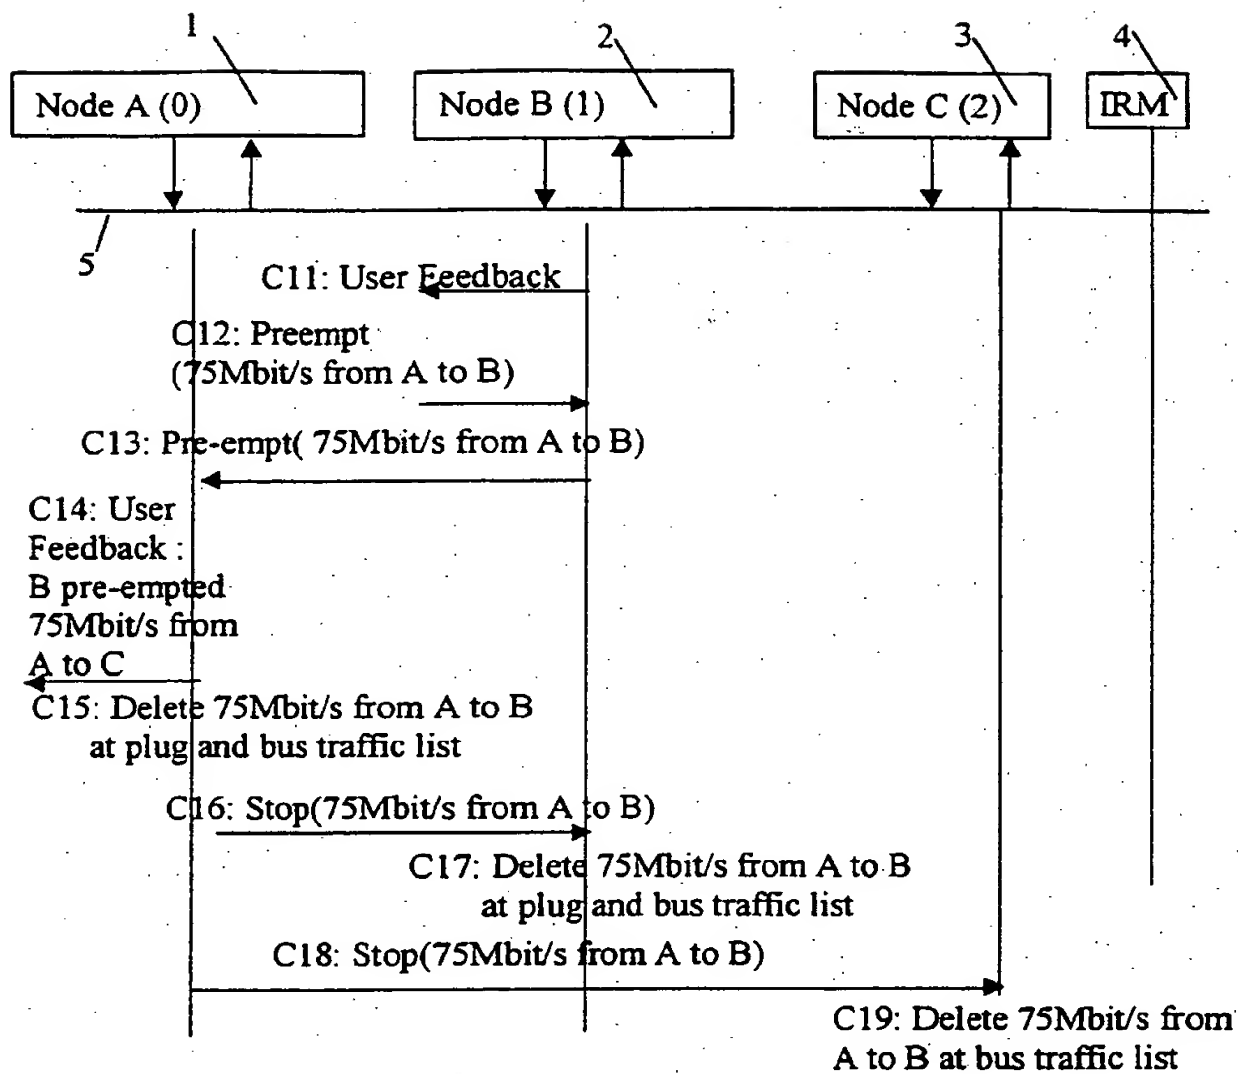 1
2
3
4
Node A (0)
Node B (1)
Node C (2)
IRM
5
C11: User Feedback
C12: Preempt
(75Mbit/s from A to B)
C13: Pre-empt( 75Mbit/s from A to B)
C14: User
Feedback :
B pre-empted
75Mbit/s from
A to C
C15: Delete 75Mbit/s from A to B
at plug and bus traffic list
C16: Stop(75Mbit/s from A to B)
C17: Delete 75Mbit/s from A to B
at plug and bus traffic list
C18: Stop(75Mbit/s from A to B)
C19: Delete 75Mbit/s from
A to B at bus traffic list